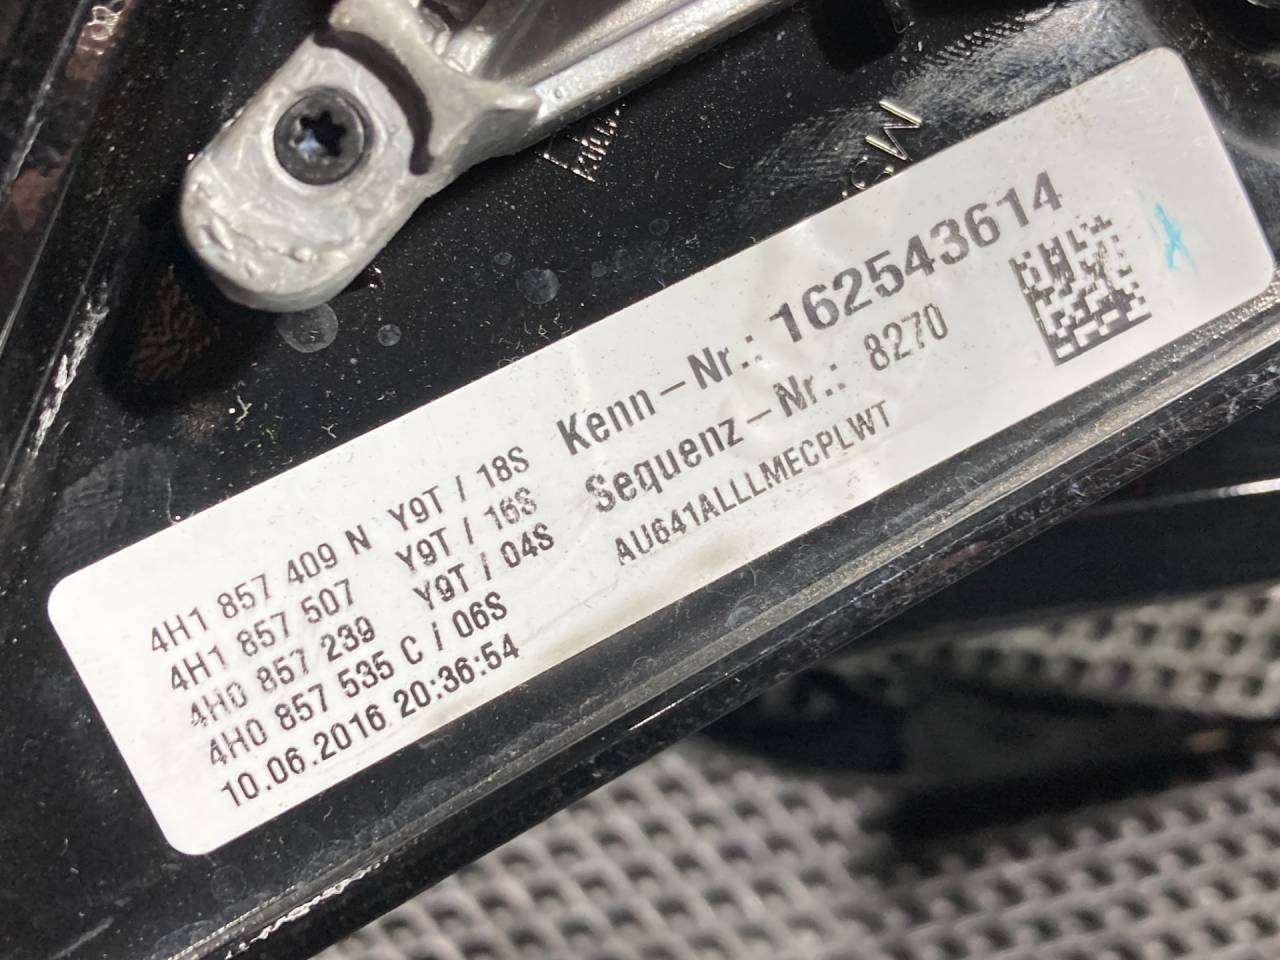 4H1 857 409 N Y9T / 18S
4H1 857 507 Y9T / 16S
4H0 857 239 Y9T / 04S
4H0 857 535 C / 06S
10.06.2016 20:36:54
Kenn-Nr.: 162543614
Sequenz-Nr.: 8270
AU641ALLLMECPLWT